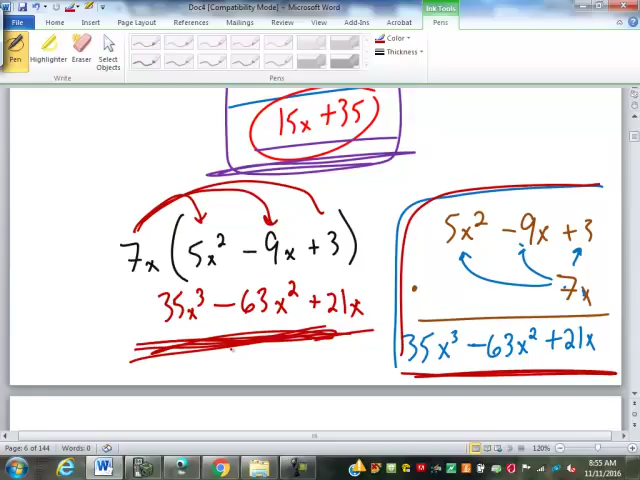 Doc4 [Compatibility Mode] - Microsoft Word
Ink Tools
File Home Insert Page Layout References Mailings Review View Add-Ins Acrobat Pens
Pen Highlighter Eraser Select Objects
Color
Thickness
Write Pens
15x + 35
7x (5x² - 9x + 3)
35x³ - 63x² + 21x
5x² - 9x + 3
· 7x
35x³ - 63x² + 21x
Page: 6 of 144 Words: 0 120%
8:55 AM
11/11/2016